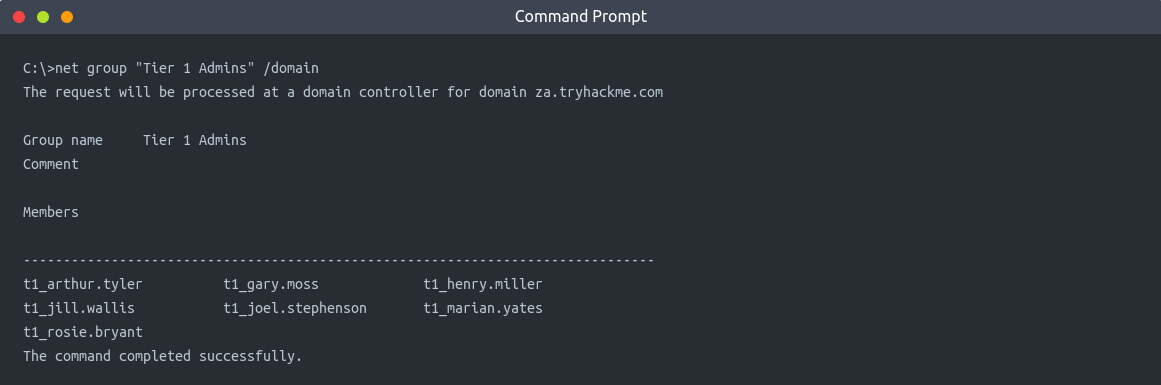 Command Prompt
C:\>net group "Tier 1 Admins" /domain
The request will be processed at a domain controller for domain za.tryhackme.com
Group name     Tier 1 Admins
Comment
Members
-------------------------------------------------------------------------------
t1_arthur.tyler          t1_gary.moss             t1_henry.miller
t1_jill.wallis           t1_joel.stephenson       t1_marian.yates
t1_rosie.bryant
The command completed successfully.